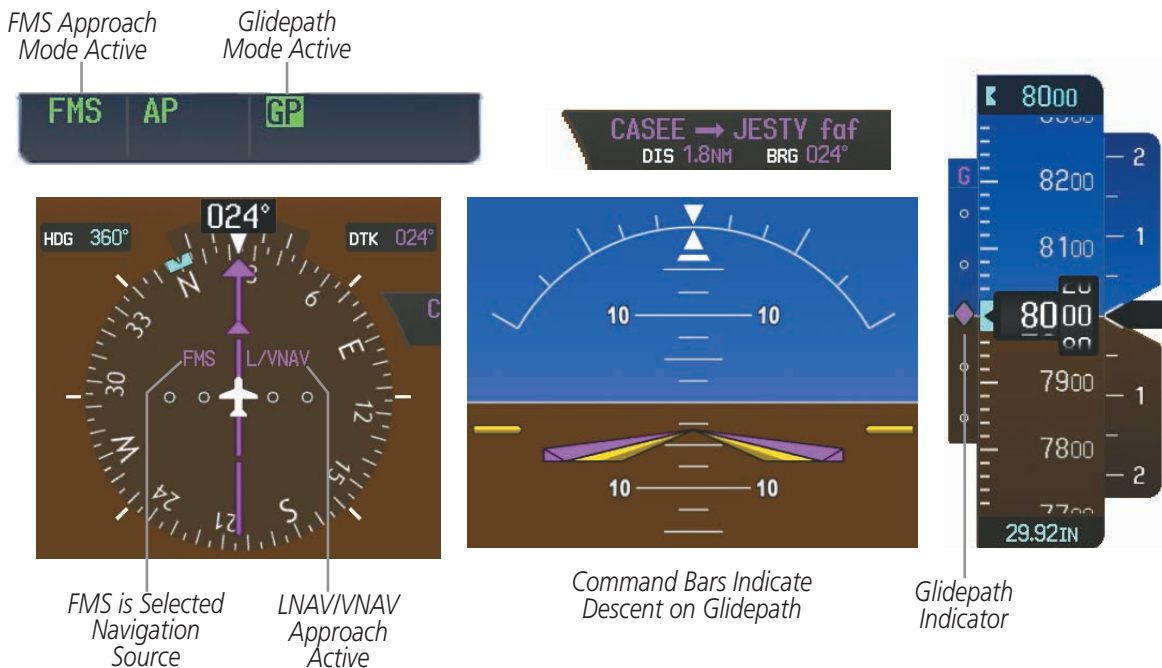 FMS Approach
Mode Active
Glidepath
Mode Active
FMS AP GP
CASEE → JESTY faf
DIS 1.8NM BRG 024°
HDG 360°
024°
DTK 024°
N 3 6 E 12 15 S 21 24 W 30 33
FMS L/VNAV
C
10 10
10 10
8000
G
8200
8100
8000
7900
7800
2
1
1
2
29.92IN
FMS is Selected
Navigation
Source
LNAV/VNAV
Approach
Active
Command Bars Indicate
Descent on Glidepath
Glidepath
Indicator